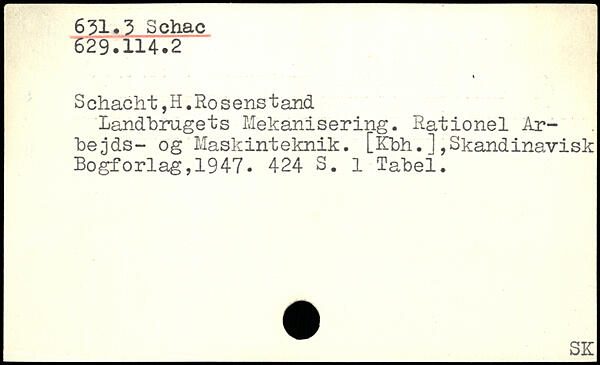 631.3 Schac
629.114.2
Schacht,H.Rosenstand
Landbrugets Mekanisering. Rationel Ar-
bejds- og Maskinteknik. [Kbh.],Skandinavisk
Bogforlag,1947. 424 S. 1 Tabel.
SK